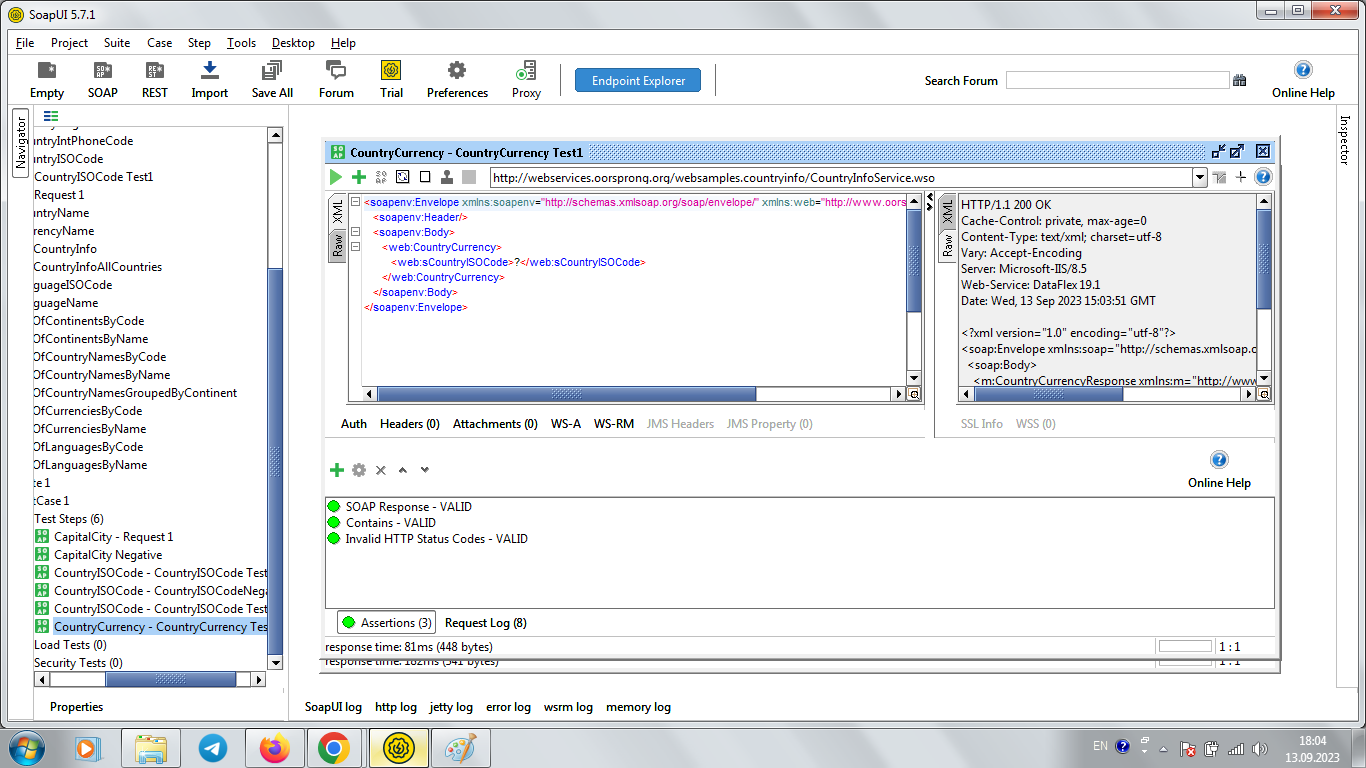 SoapUI 5.7.1
File Project Suite Case Step Tools Desktop Help
Empty SOAP REST Import Save All Forum Trial Preferences Proxy Endpoint Explorer Search Forum Online Help
Navigator
Inspector
untryIntPhoneCode
untryISOCode
CountryISOCode Test1
Request 1
untryName
rencyName
CountryInfo
CountryInfoAllCountries
guageISOCode
guageName
OfContinentsByCode
OfContinentsByName
OfCountryNamesByCode
OfCountryNamesByName
OfCountryNamesGroupedByContinent
OfCurrenciesByCode
OfCurrenciesByName
OfLanguagesByCode
OfLanguagesByName
te 1
tCase 1
Test Steps (6)
CapitalCity - Request 1
CapitalCity Negative
CountryISOCode - CountryISOCode Test
CountryISOCode - CountryISOCodeNega
CountryISOCode - CountryISOCode Test
CountryCurrency - CountryCurrency Tes
Load Tests (0)
Security Tests (0)
Properties
CountryCurrency - CountryCurrency Test1
http://webservices.oorsprong.org/websamples.countryinfo/CountryInfoService.wso
XML
Raw
<soapenv:Envelope xmlns:soapenv="http://schemas.xmlsoap.org/soap/envelope/" xmlns:web="http://www.oors
<soapenv:Header/>
<soapenv:Body>
<web:CountryCurrency>
<web:sCountryISOCode>?</web:sCountryISOCode>
</web:CountryCurrency>
</soapenv:Body>
</soapenv:Envelope>
XML
Raw
HTTP/1.1 200 OK
Cache-Control: private, max-age=0
Content-Type: text/xml; charset=utf-8
Vary: Accept-Encoding
Server: Microsoft-IIS/8.5
Web-Service: DataFlex 19.1
Date: Wed, 13 Sep 2023 15:03:51 GMT
<?xml version="1.0" encoding="utf-8"?>
<soap:Envelope xmlns:soap="http://schemas.xmlsoap.o
<soap:Body>
<m:CountryCurrencyResponse xmlns:m="http://www
Auth Headers (0) Attachments (0) WS-A WS-RM JMS Headers JMS Property (0)
SSL Info WSS (0)
Online Help
SOAP Response - VALID
Contains - VALID
Invalid HTTP Status Codes - VALID
Assertions (3) Request Log (8)
response time: 81ms (448 bytes) 1 : 1
response time: 182ms (341 bytes) 1 : 1
SoapUI log http log jetty log error log wsrm log memory log
EN
18:04
13.09.2023